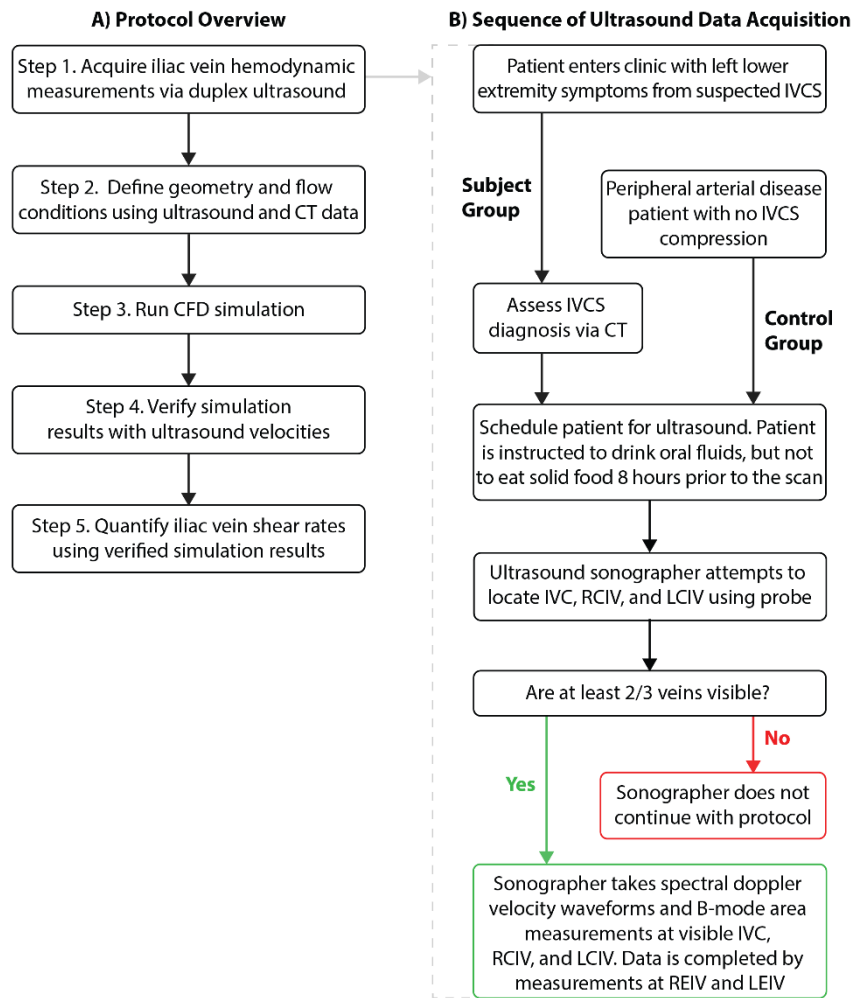 A) Protocol Overview
Step 1. Acquire iliac vein hemodynamic
measurements via duplex ultrasound
Step 2.  Define geometry and flow
conditions using ultrasound and CT data
Step 3. Run CFD simulation
Step 4. Verify simulation
results with ultrasound velocities
Step 5. Quantify iliac vein shear rates
using verified simulation results
B) Sequence of Ultrasound Data Acquisition
Patient enters clinic with left lower
extremity symptoms from suspected IVCS
Subject
Group
Peripheral arterial disease
patient with no IVCS
compression
Assess IVCS
diagnosis via CT
Control
Group
Schedule patient for ultrasound. Patient
is instructed to drink oral fluids, but not
to eat solid food 8 hours prior to the scan
Ultrasound sonographer attempts to
locate IVC, RCIV, and LCIV using probe
Are at least 2/3 veins visible?
No
Yes
Sonographer does not
continue with protocol
Sonographer takes spectral doppler
velocity waveforms and B-mode area
measurements at visible IVC,
RCIV, and LCIV. Data is completed by
measurements at REIV and LEIV